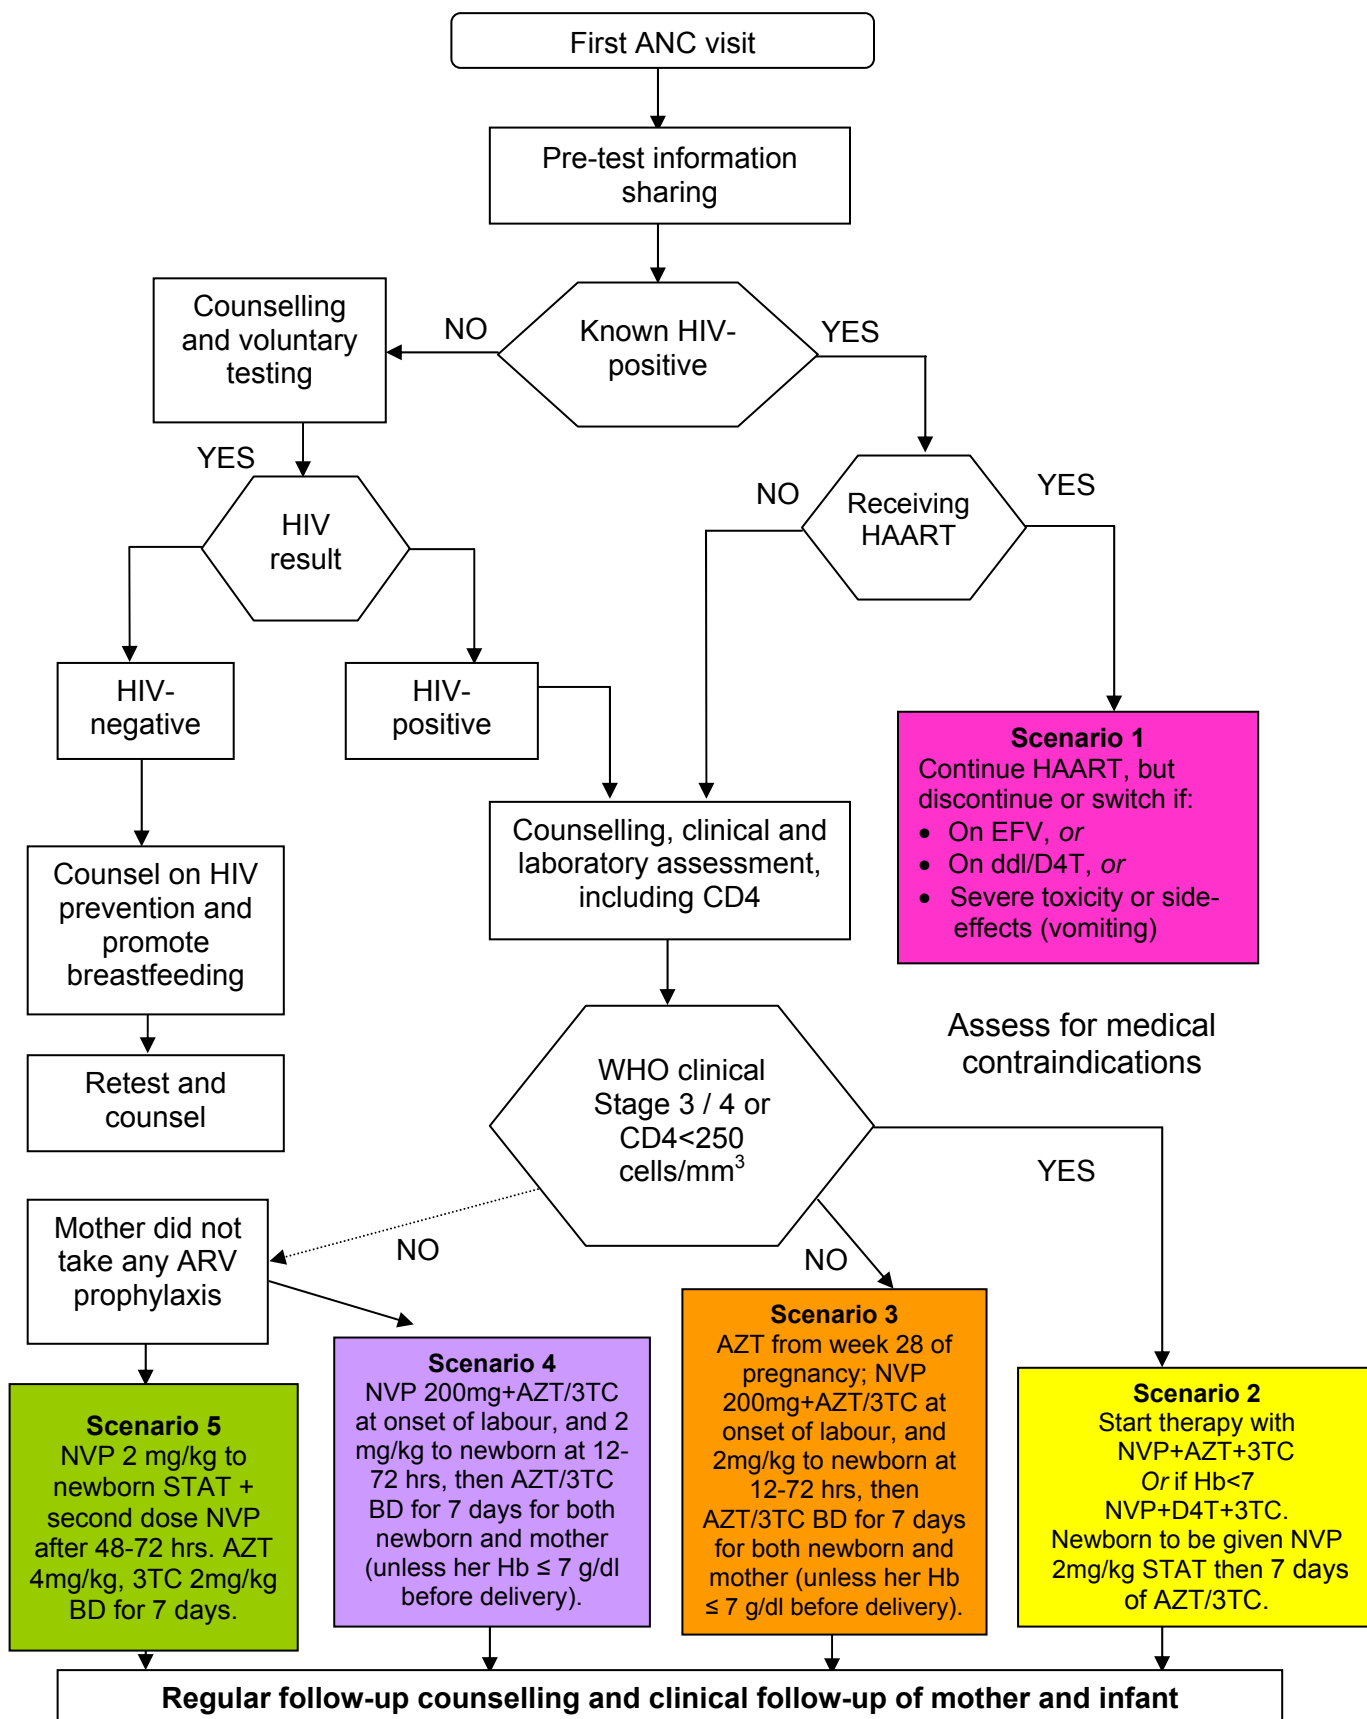 First ANC visit
Pre-test information
sharing
Counselling
and voluntary
testing
NO
Known HIV-
positive
YES
YES
HIV
result
NO
Receiving
HAART
YES
HIV-
negative
HIV-
positive
Scenario 1
Continue HAART, but
discontinue or switch if:
• On EFV, or
• On ddI/D4T, or
• Severe toxicity or side-
effects (vomiting)
Counsel on HIV
prevention and
promote
breastfeeding
Counselling, clinical and
laboratory assessment,
including CD4
Retest and
counsel
WHO clinical
Stage 3 / 4 or
CD4<250
cells/mm³
Assess for medical
contraindications
YES
Mother did not
take any ARV
prophylaxis
NO
NO
Scenario 5
NVP 2 mg/kg to
newborn STAT +
second dose NVP
after 48-72 hrs. AZT
4mg/kg, 3TC 2mg/kg
BD for 7 days.
Scenario 4
NVP 200mg+AZT/3TC
at onset of labour, and 2
mg/kg to newborn at 12-
72 hrs, then AZT/3TC
BD for 7 days for both
newborn and mother
(unless her Hb ≤ 7 g/dl
before delivery).
Scenario 3
AZT from week 28 of
pregnancy; NVP
200mg+AZT/3TC at
onset of labour, and
2mg/kg to newborn at
12-72 hrs, then
AZT/3TC BD for 7 days
for both newborn and
mother (unless her Hb
≤ 7 g/dl before delivery).
Scenario 2
Start therapy with
NVP+AZT+3TC
Or if Hb<7
NVP+D4T+3TC.
Newborn to be given NVP
2mg/kg STAT then 7 days
of AZT/3TC.
Regular follow-up counselling and clinical follow-up of mother and infant